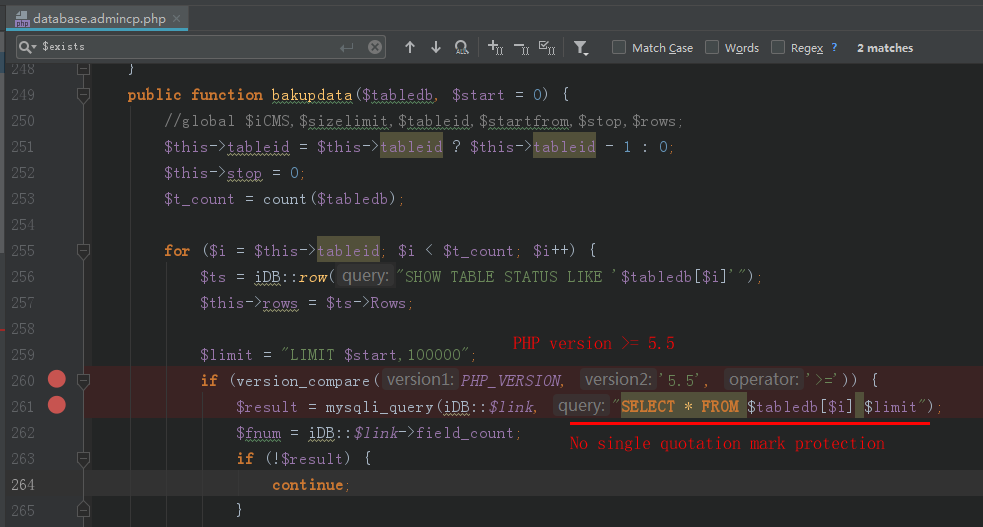 database.admincp.php
$exists
Match Case Words Regex ? 2 matches
248 }
249 public function bakupdata($tabledb, $start = 0) {
250 //global $iCMS,$sizelimit,$tableid,$startfrom,$stop,$rows;
251 $this->tableid = $this->tableid ? $this->tableid - 1 : 0;
252 $this->stop = 0;
253 $t_count = count($tabledb);
254
255 for ($i = $this->tableid; $i < $t_count; $i++) {
256 $ts = iDB::row( query: "SHOW TABLE STATUS LIKE '$tabledb[$i]'");
257 $this->rows = $ts->Rows;
258
PHP version >= 5.5
259 $limit = "LIMIT $start,100000";
260 if (version_compare( version1: PHP_VERSION, version2: '5.5', operator: '>=')) {
261 $result = mysqli_query(iDB::$link, query: "SELECT * FROM $tabledb[$i] $limit");
262 $fnum = iDB::$link->field_count;
No single quotation mark protection
263 if (!$result) {
264 continue;
265 }